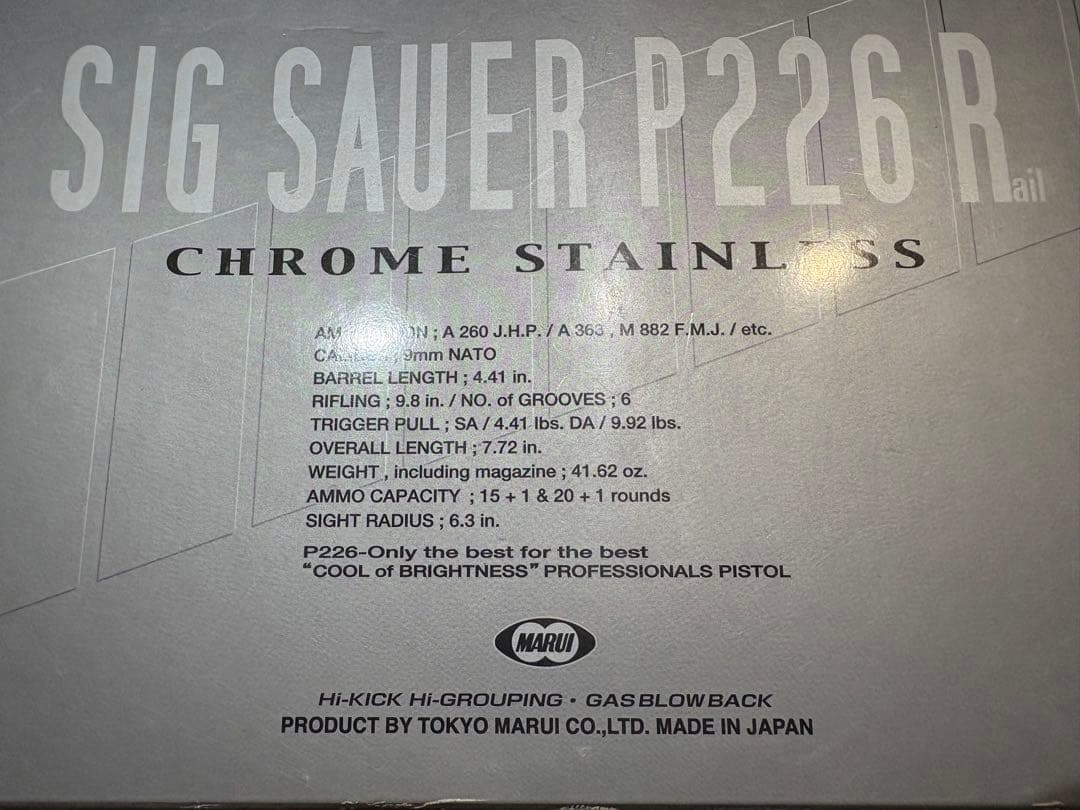 SIG SAUER P226 Rail
CHROME STAINLESS
A 260 J.H.P. / A 363 , M 882 F.M.J. / etc.
9mm NATO
BARREL LENGTH ; 4.41 in.
RIFLING ; 9.8 in. / NO. of GROOVES ; 6
TRIGGER PULL ; SA / 4.41 lbs. DA / 9.92 lbs.
OVERALL LENGTH ; 7.72 in.
WEIGHT , including magazine ; 41.62 oz.
AMMO CAPACITY ; 15 + 1 & 20 + 1 rounds
SIGHT RADIUS ; 6.3 in.
P226-Only the best for the best
“COOL of BRIGHTNESS” PROFESSIONALS PISTOL
MARUI
Hi-KICK Hi-GROUPING • GAS BLOW BACK
PRODUCT BY TOKYO MARUI CO.,LTD. MADE IN JAPAN